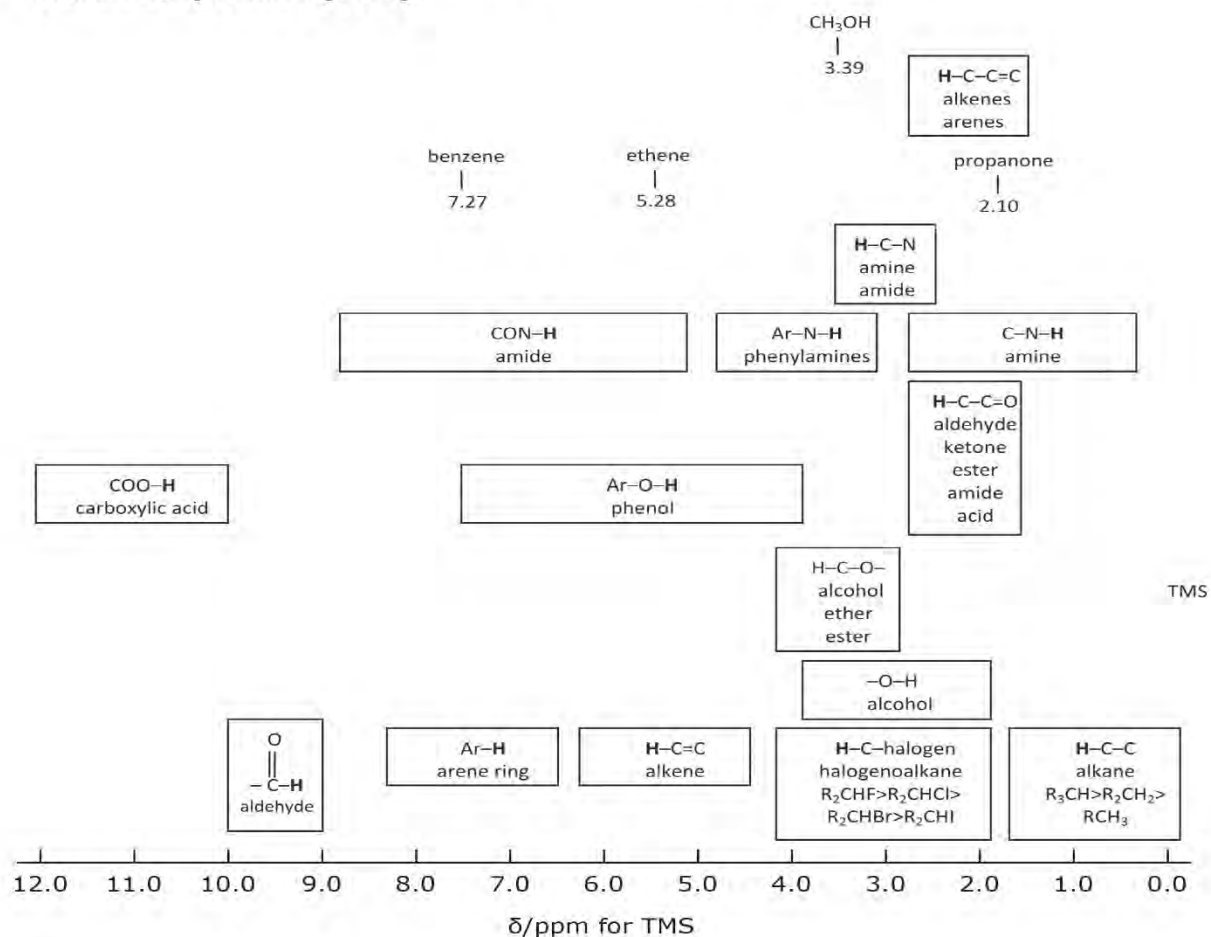 CH₃OH
3.39
H–C–C=C
alkenes
arenes
benzene
7.27
ethene
5.28
propanone
2.10
H–C–N
amine
amide
CON–H
amide
Ar–N–H
phenylamines
C–N–H
amine
H–C–C=O
aldehyde
ketone
ester
amide
acid
COO–H
carboxylic acid
Ar–O–H
phenol
H–C–O–
alcohol
ether
ester
TMS
–O–H
alcohol
O
– C–H
aldehyde
Ar–H
arene ring
H–C=C
alkene
H–C–halogen
halogenoalkane
R₂CHF>R₂CHCl>
R₂CHBr>R₂CHI
H–C–C
alkane
R₃CH>R₂CH₂>
RCH₃
12.0 11.0 10.0 9.0 8.0 7.0 6.0 5.0 4.0 3.0 2.0 1.0 0.0
δ/ppm for TMS